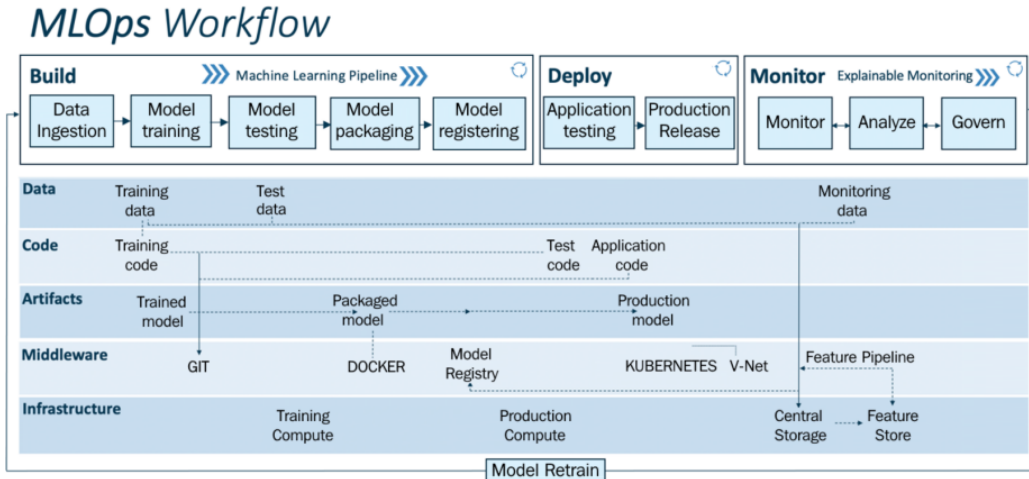 MLOps Workflow
Build
Machine Learning Pipeline
Data
Ingestion
Model
training
Model
testing
Model
packaging
Model
registering
Deploy
Application
testing
Production
Release
Monitor
Explainable Monitoring
Monitor
Analyze
Govern
Data
Training
data
Test
data
Monitoring
data
Code
Training
code
Test
code
Application
code
Artifacts
Trained
model
Packaged
model
Production
model
Middleware
GIT
DOCKER
Model
Registry
KUBERNETES
V-Net
Feature Pipeline
Infrastructure
Training
Compute
Production
Compute
Central
Storage
Feature
Store
Model Retrain